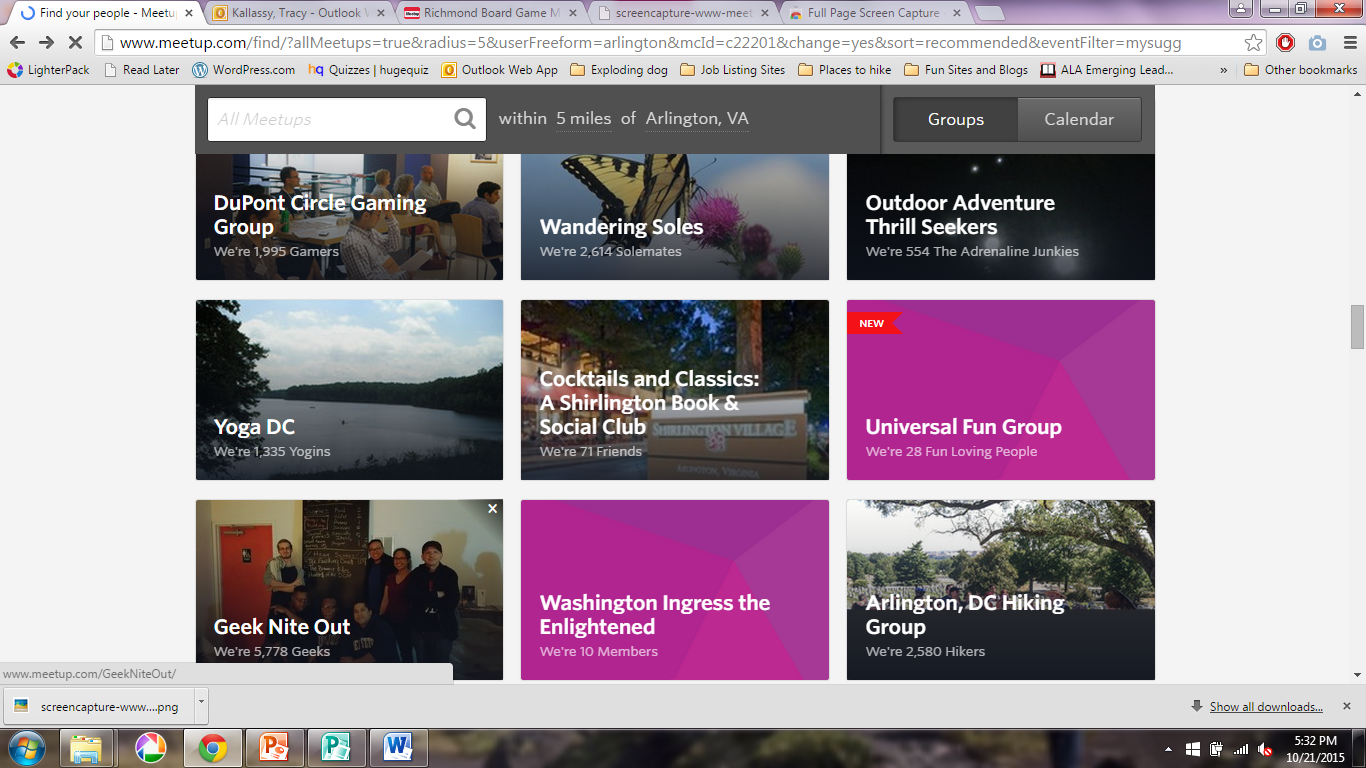 Find your people - Meetu
Kallassy, Tracy - Outlook W
Richmond Board Game M
screencapture-www-meet
Full Page Screen Capture
www.meetup.com/find/?allMeetups=true&radius=5&userFreeform=arlington&mcId=c22201&change=yes&sort=recommended&eventFilter=mysugg
LighterPack
Read Later
WordPress.com
hq Quizzes | hugequiz
Outlook Web App
Exploding dog
Job Listing Sites
Places to hike
Fun Sites and Blogs
ALA Emerging Lead...
»
Other bookmarks
All Meetups
within 5 miles of Arlington, VA
Groups
Calendar
DuPont Circle Gaming
Group
We're 1,995 Gamers
Wandering Soles
We're 2,614 Solemates
Outdoor Adventure
Thrill Seekers
We're 554 The Adrenaline Junkies
Yoga DC
We're 1,335 Yogins
Cocktails and Classics:
A Shirlington Book &
Social Club
We're 71 Friends
SHIRLINGTON VILLAGE
ARLINGTON, VIRGINIA
NEW
Universal Fun Group
We're 28 Fun Loving People
Geek Nite Out
We're 5,778 Geeks
Washington Ingress the
Enlightened
We're 10 Members
Arlington, DC Hiking
Group
We're 2,580 Hikers
www.meetup.com/GeekNiteOut/
screencapture-www....png
Show all downloads...
5:32 PM
10/21/2015